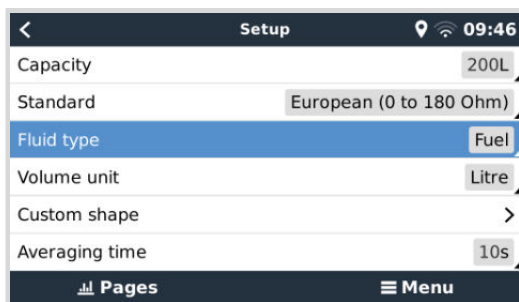 Setup 09:46
Capacity 200L
Standard European (0 to 180 Ohm)
Fluid type Fuel
Volume unit Litre
Custom shape
Averaging time 10s
Pages Menu